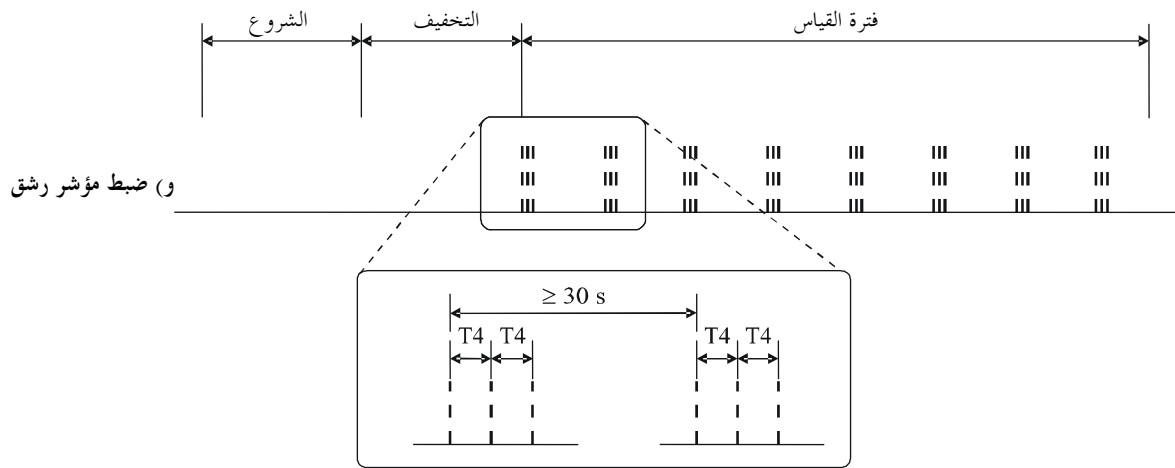 الشروع
التخفيف
فترة القياس
و) ضبط مؤشر رشق
≥ 30 s
T4 T4
T4 T4